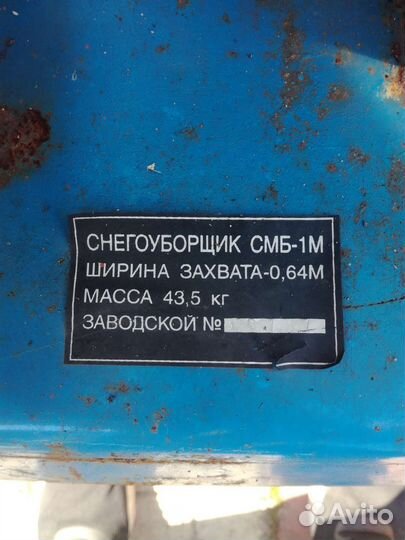 СНЕГОУБОРЩИК СМБ-1М
ШИРИНА ЗАХВАТА-0,64М
МАССА 43,5 кг
ЗАВОДСКОЙ №
Avito